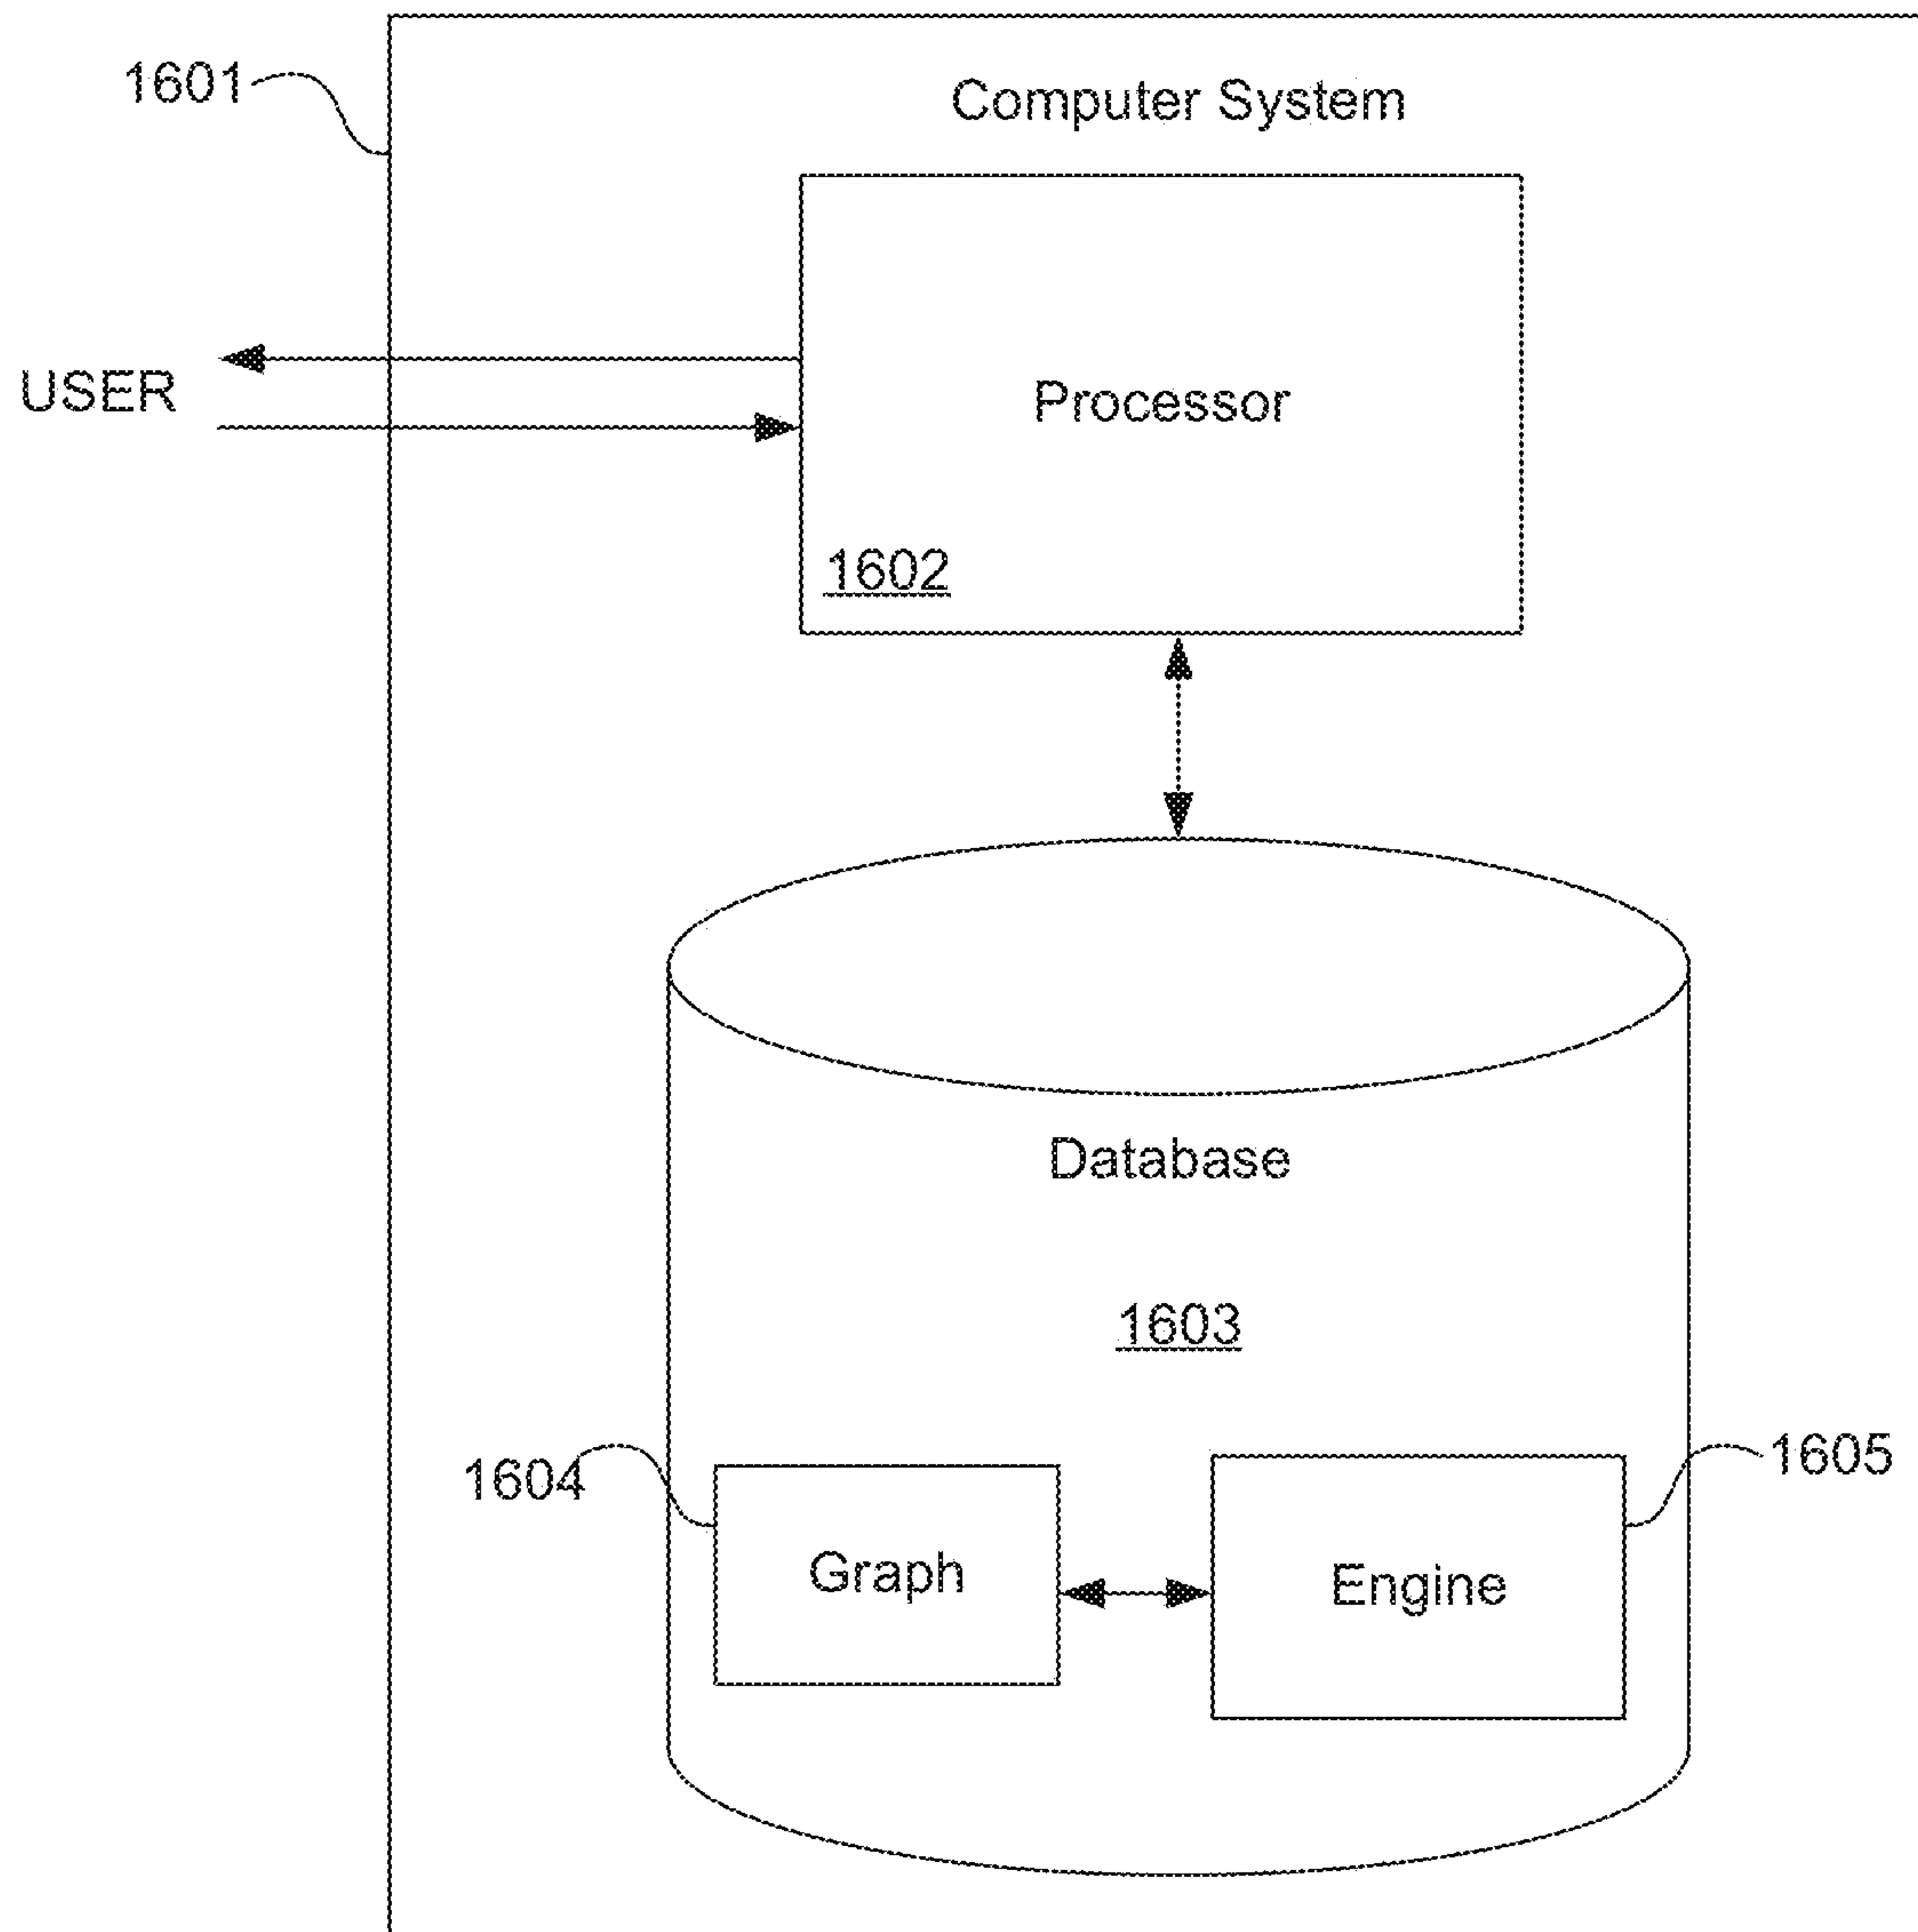 1601
Computer System
USER
Processor
1602
Database
1603
1604
1605
Graph
Engine